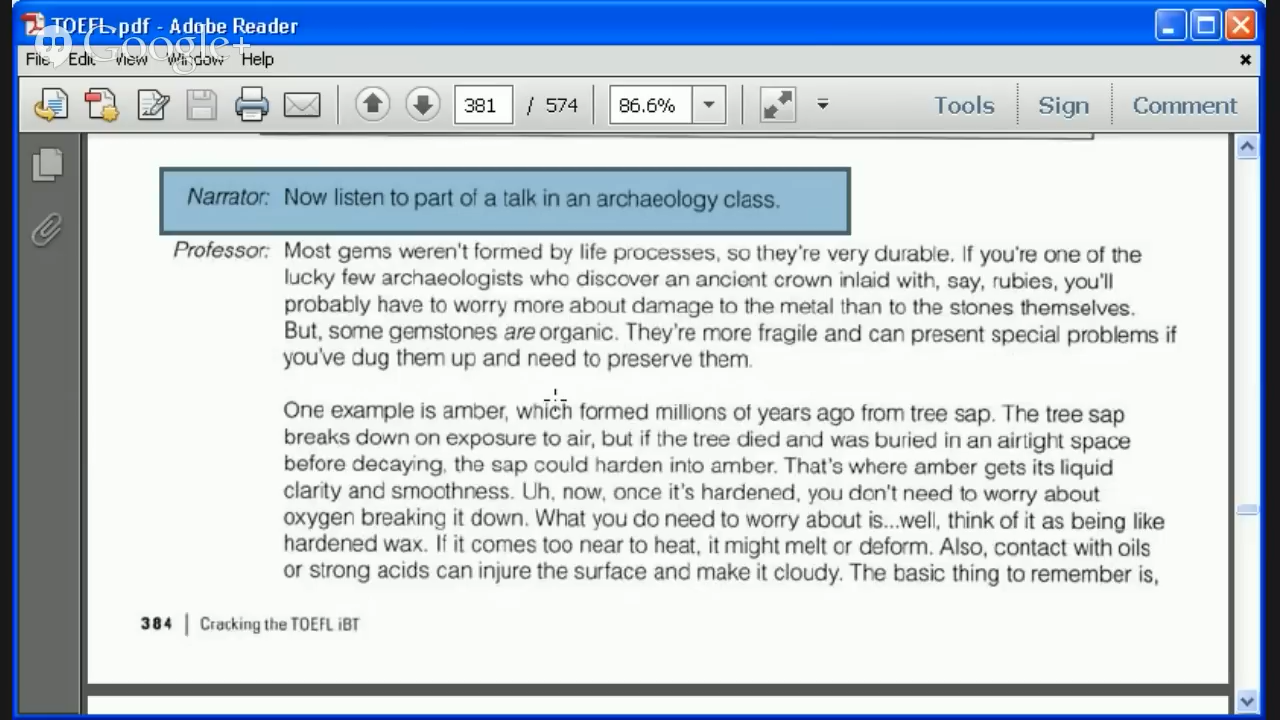 TOEFL.pdf - Adobe Reader
Google+
File Edit View Window Help
381 / 574 86.6% Tools Sign Comment
Narrator: Now listen to part of a talk in an archaeology class.
Professor: Most gems weren't formed by life processes, so they're very durable. If you're one of the
lucky few archaeologists who discover an ancient crown inlaid with, say, rubies, you'll
probably have to worry more about damage to the metal than to the stones themselves.
But, some gemstones are organic. They're more fragile and can present special problems if
you've dug them up and need to preserve them.
One example is amber, which formed millions of years ago from tree sap. The tree sap
breaks down on exposure to air, but if the tree died and was buried in an airtight space
before decaying, the sap could harden into amber. That's where amber gets its liquid
clarity and smoothness. Uh, now, once it's hardened, you don't need to worry about
oxygen breaking it down. What you do need to worry about is...well, think of it as being like
hardened wax. If it comes too near to heat, it might melt or deform. Also, contact with oils
or strong acids can injure the surface and make it cloudy. The basic thing to remember is,
384 | Cracking the TOEFL iBT